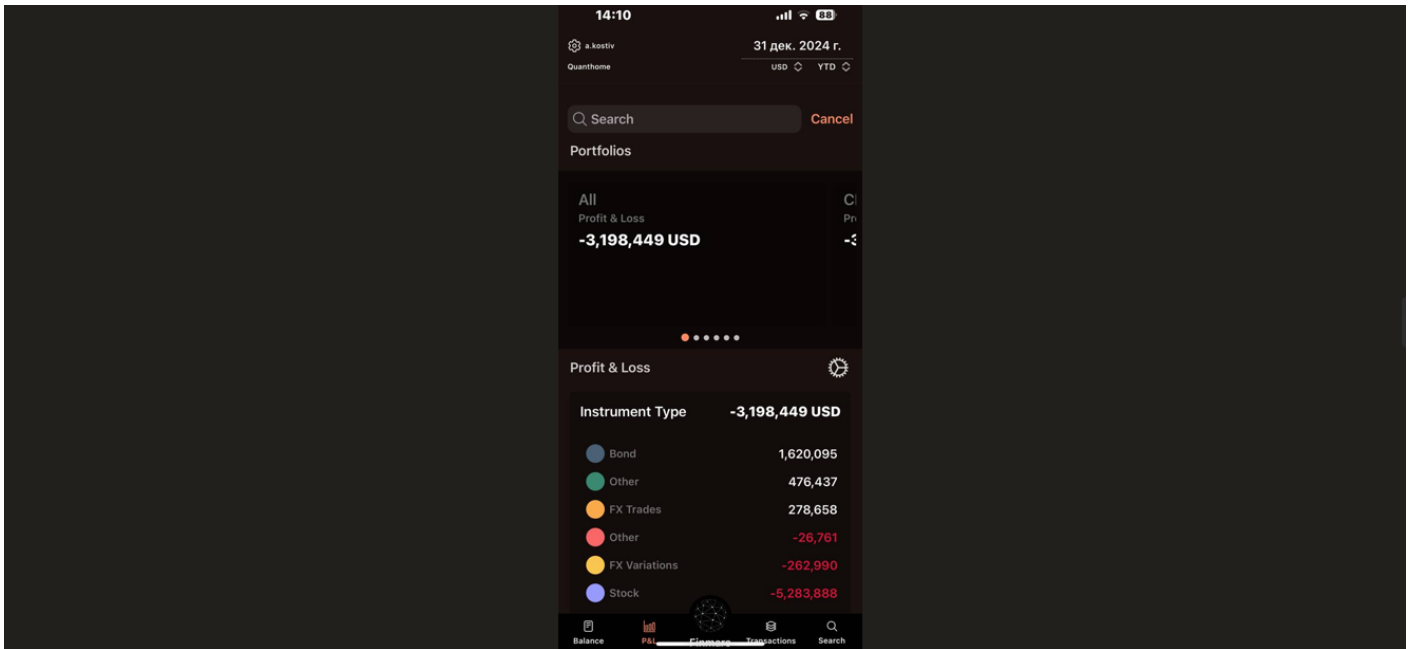 14:10 88
a.kostiv 31 дек. 2024 г.
Quanthome USD YTD
Search Cancel
Portfolios
All
Profit & Loss
-3,198,449 USD
Profit & Loss
Instrument Type -3,198,449 USD
Bond 1,620,095
Other 476,437
FX Trades 278,658
Other -26,761
FX Variations -262,990
Stock -5,283,888
Balance P&L Transactions Search